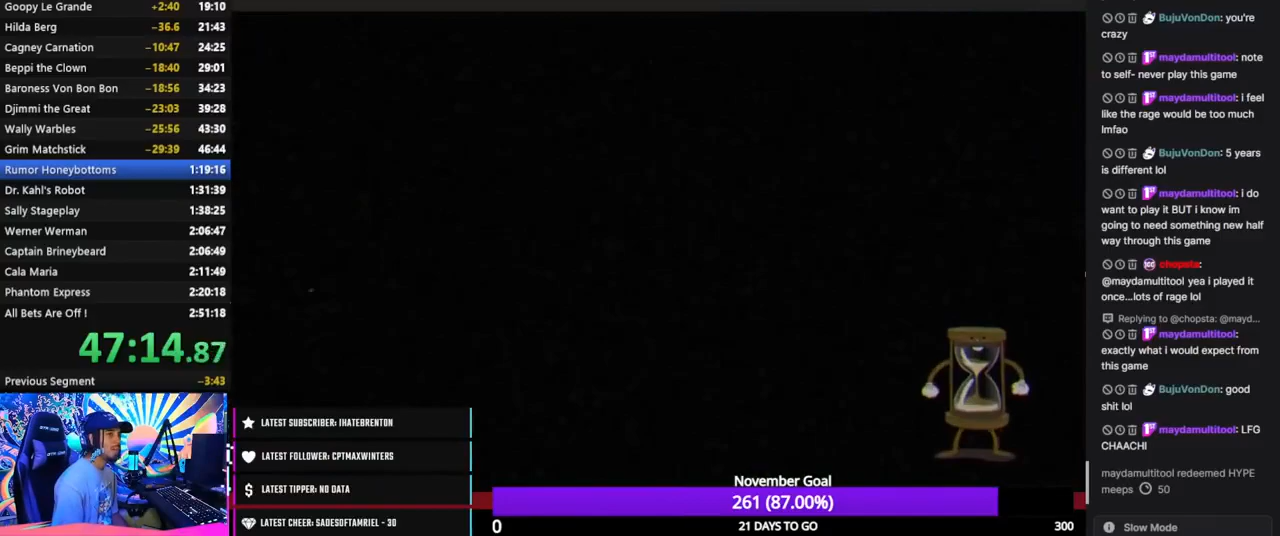 Goopy Le Grande +2:40 19:10
Hilda Berg −36.6 21:43
Cagney Carnation −10:47 24:25
Beppi the Clown −18:40 29:01
Baroness Von Bon Bon −18:56 34:23
Djimmi the Great −23:03 39:28
Wally Warbles −25:56 43:30
Grim Matchstick −29:39 46:44
Rumor Honeybottoms 1:19:16
Dr. Kahl's Robot 1:31:39
Sally Stageplay 1:38:25
Werner Werman 2:06:47
Captain Brineybeard 2:06:49
Cala Maria 2:11:49
Phantom Express 2:20:18
All Bets Are Off ! 2:51:18
47:14.87
Previous Segment −3:43
LATEST SUBSCRIBER: IHATEBRENTON
LATEST FOLLOWER: CPTMAXWINTERS
LATEST TIPPER: NO DATA
LATEST CHEER: SADESOFTAMRIEL - 30
November Goal
261 (87.00%)
0 21 DAYS TO GO 300
BujuVonDon: you're
crazy
maydamultitool: note
to self- never play this game
maydamultitool: i feel
like the rage would be too much
lmfao
BujuVonDon: 5 years
is different lol
maydamultitool: i do
want to play it BUT i know im
going to need something new half
way through this game
chopsta:
@maydamultitool yea i played it
once...lots of rage lol
Replying to @chopsta: @mayd...
maydamultitool:
exactly what i would expect from
this game
BujuVonDon: good
shit lol
maydamultitool: LFG
CHAACHI
maydamultitool redeemed HYPE
meeps 50
Slow Mode